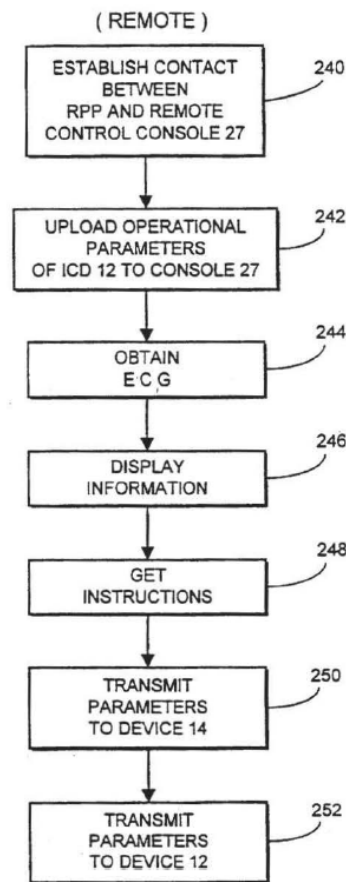 ( REMOTE )
ESTABLISH CONTACT
BETWEEN
RPP AND REMOTE
CONTROL CONSOLE 27
240
UPLOAD OPERATIONAL
PARAMETERS
OF ICD 12 TO CONSOLE 27
242
OBTAIN
E C G
244
DISPLAY
INFORMATION
246
GET
INSTRUCTIONS
248
TRANSMIT
PARAMETERS
TO DEVICE 14
250
TRANSMIT
PARAMETERS
TO DEVICE 12
252